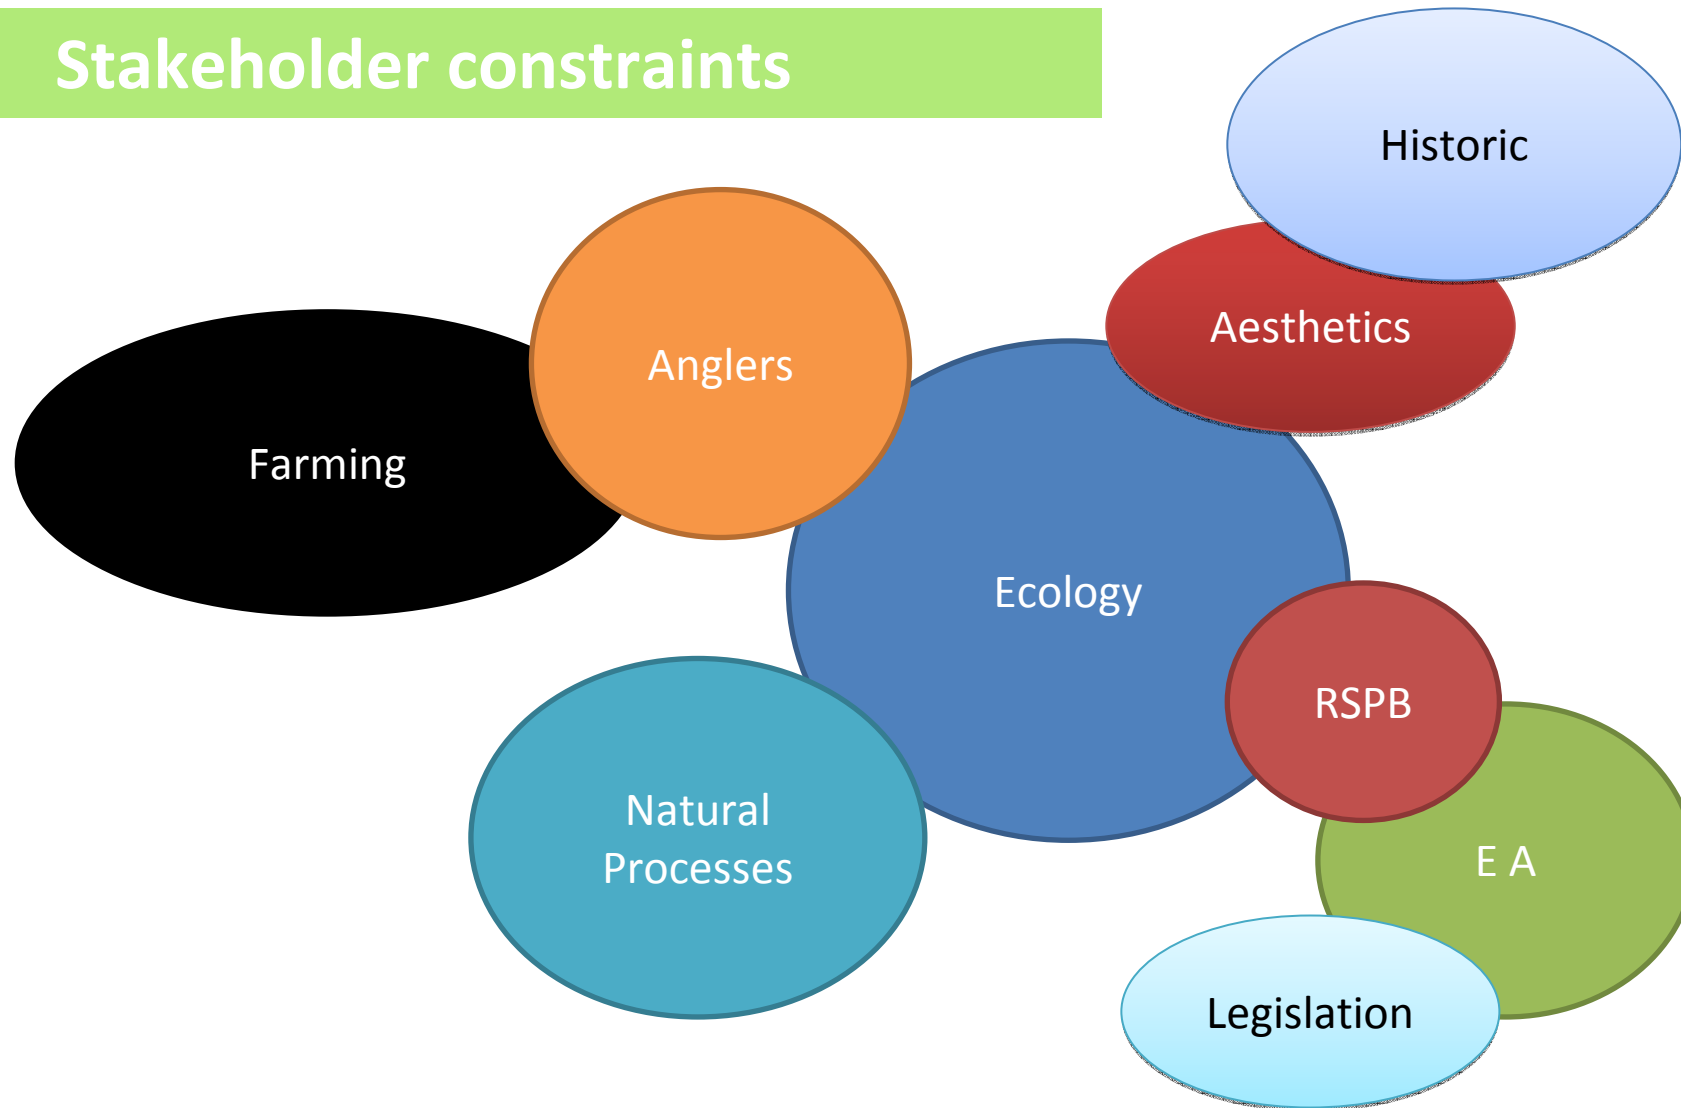 Stakeholder constraints
Historic
Aesthetics
Anglers
Farming
Ecology
RSPB
Natural
Processes
E A
Legislation